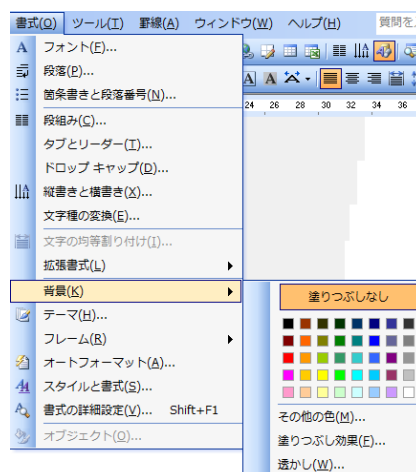 書式(O) ツール(T) 罫線(A) ウィンドウ(W) ヘルプ(H) 質問を
A フォント(F)...
段落(P)...
箇条書きと段落番号(N)...
段組み(C)...
タブとリーダー(T)...
ドロップ キャップ(D)...
縦書きと横書き(X)...
文字種の変換(E)...
文字の均等割り付け(I)...
拡張書式(L)
背景(K)
テーマ(H)...
フレーム(R)
オートフォーマット(A)...
スタイルと書式(S)...
書式の詳細設定(V)... Shift+F1
オブジェクト(O)...
A A
24 26 28 30 32 34 36
塗りつぶしなし
その他の色(M)...
塗りつぶし効果(F)...
透かし(W)...